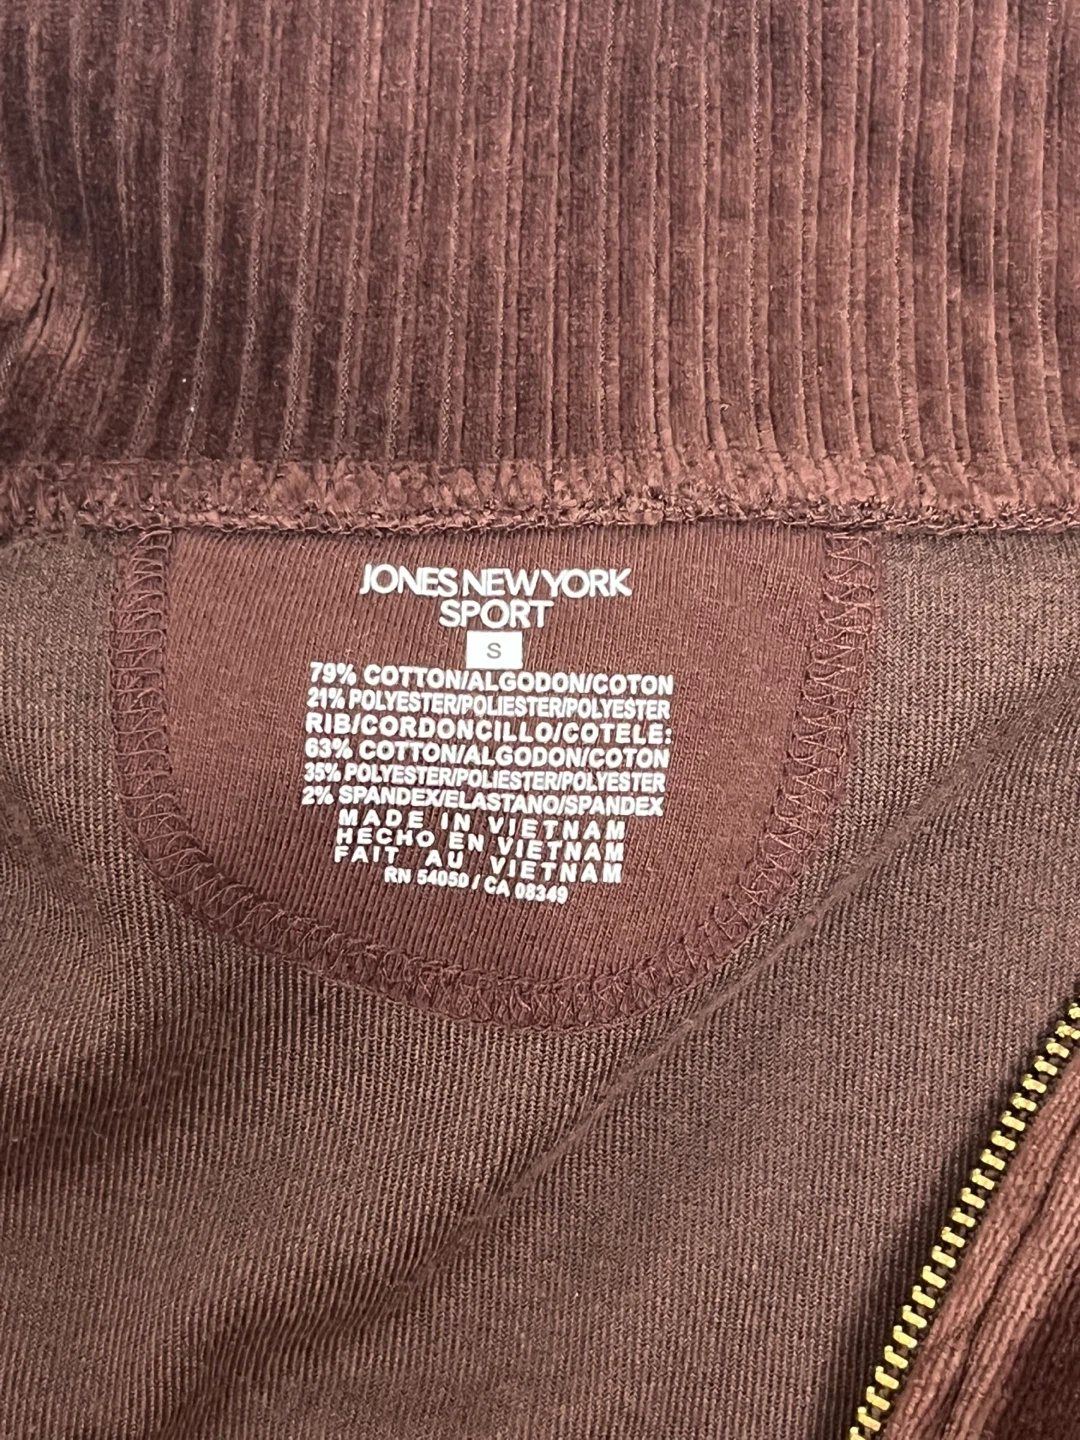 JONES NEW YORK
SPORT
S
79% COTTON/ALGODON/COTON
21% POLYESTER/POLIESTER/POLYESTER
RIB/CORDONCILLO/COTELE:
63% COTTON/ALGODON/COTON
35% POLYESTER/POLIESTER/POLYESTER
2% SPANDEX/ELASTANO/SPANDEX
MADE IN VIETNAM
HECHO EN VIETNAM
FAIT AU VIETNAM
RN 54050 / CA 08349